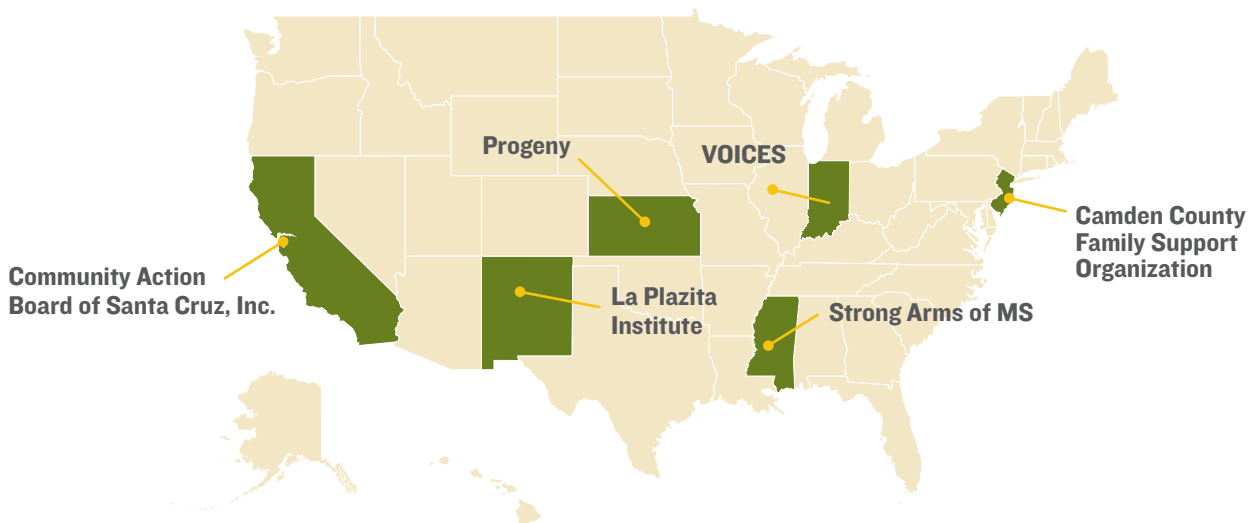 Progeny
VOICES
Camden County
Family Support
Organization
Community Action
Board of Santa Cruz, Inc.
La Plazita
Institute
Strong Arms of MS